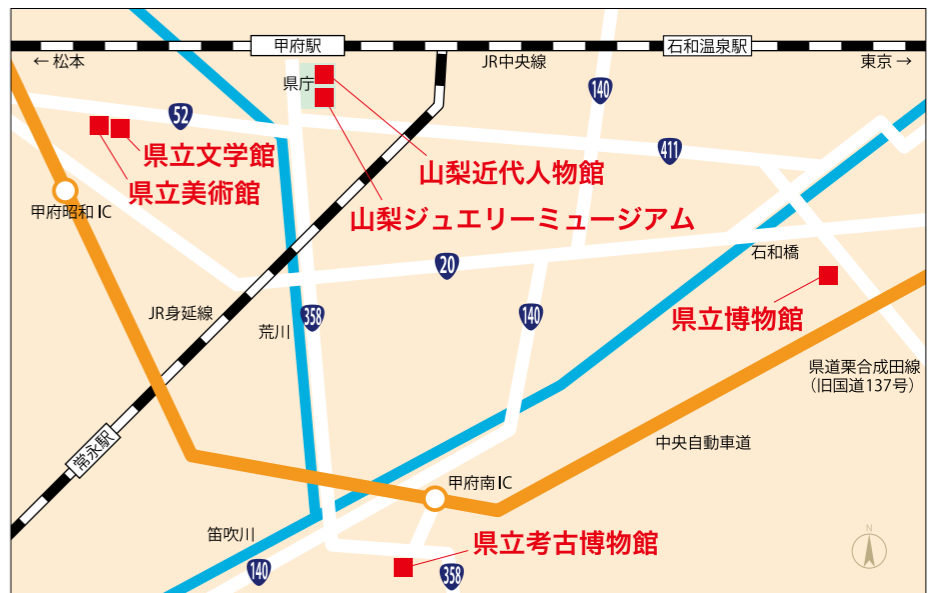 甲府駅
石和温泉駅
← 松本
JR中央線
東京 →
県庁
140
52
411
県立文学館
県立美術館
山梨近代人物館
山梨ジュエリーミュージアム
甲府昭和IC
20
石和橋
JR身延線
荒川
358
140
県立博物館
県道栗合成田線
（旧国道137号）
常永駅
中央自動車道
甲府南IC
笛吹川
県立考古博物館
140
358
N